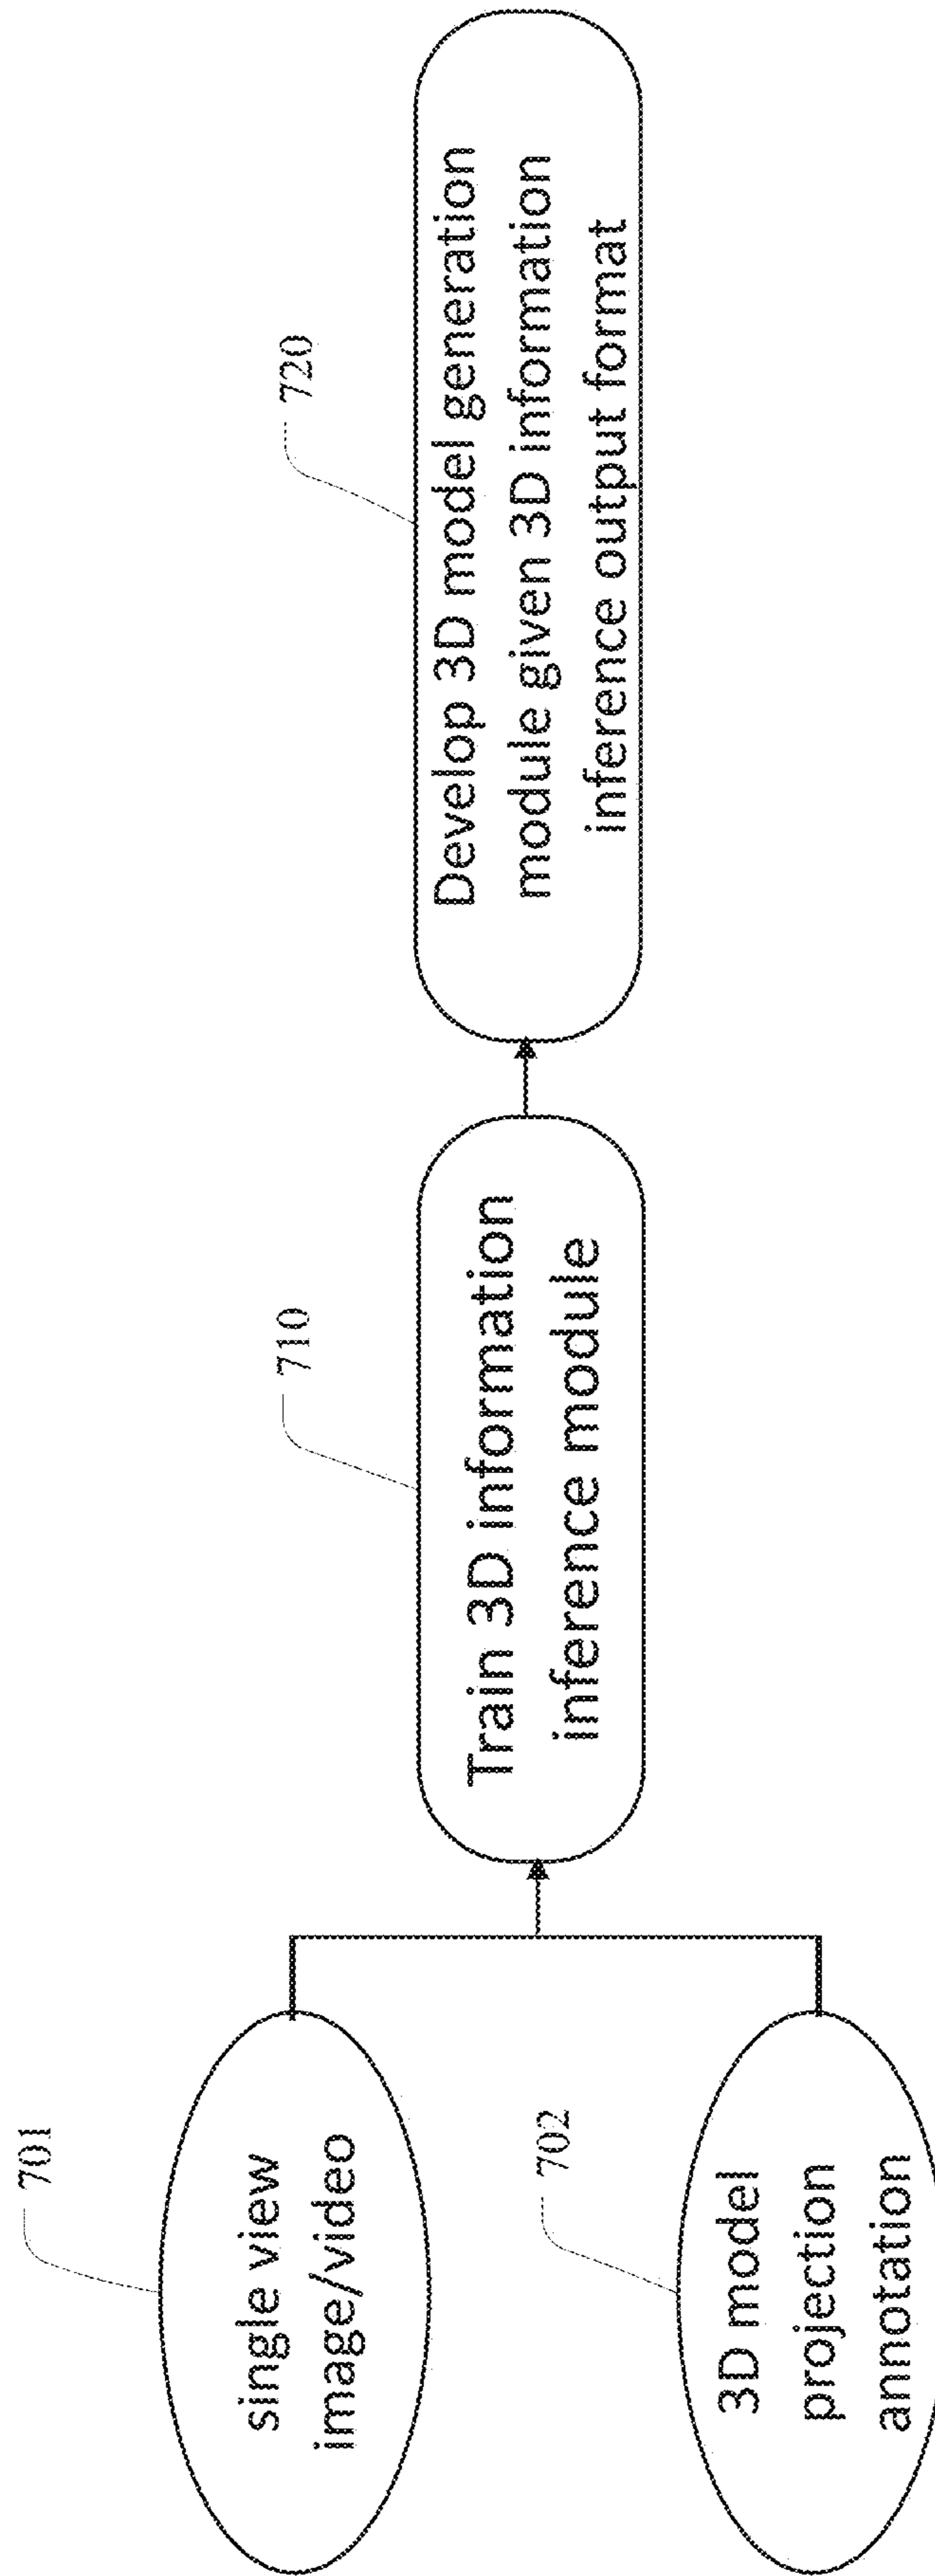 701
single view
image/video
702
3D model
projection
annotation
710
Train 3D information
inference module
720
Develop 3D model generation
module given 3D information
inference output format